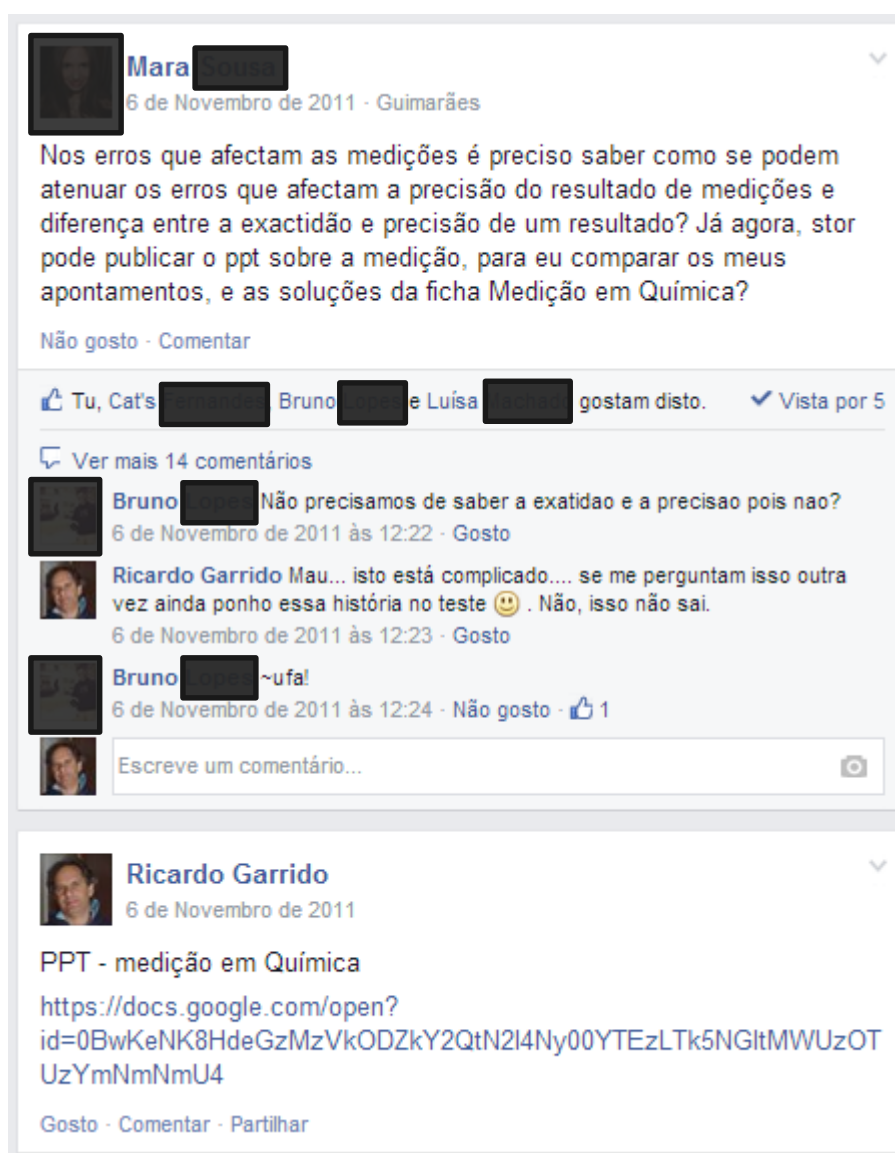 Mara
6 de Novembro de 2011 · Guimarães
Nos erros que afectam as medições é preciso saber como se podem
atenuar os erros que afectam a precisão do resultado de medições e
diferença entre a exactidão e precisão de um resultado? Já agora, stor
pode publicar o ppt sobre a medição, para eu comparar os meus
apontamentos, e as soluções da ficha Medição em Química?
Não gosto · Comentar
Tu, Cat's , Bruno e Luísa gostam disto. Vista por 5
Ver mais 14 comentários
Bruno Não precisamos de saber a exatidao e a precisao pois nao?
6 de Novembro de 2011 às 12:22 · Gosto
Ricardo Garrido Mau... isto está complicado.... se me perguntam isso outra
vez ainda ponho essa história no teste 🙂 . Não, isso não sai.
6 de Novembro de 2011 às 12:23 · Gosto
Bruno ~ufa!
6 de Novembro de 2011 às 12:24 · Não gosto · 1
Escreve um comentário...
Ricardo Garrido
6 de Novembro de 2011
PPT - medição em Química
https://docs.google.com/open?
id=0BwKeNK8HdeGzMzVkODZkY2QtN2I4Ny00YTEzLTk5NGItMWUzOT
UzYmNmNmU4
Gosto · Comentar · Partilhar